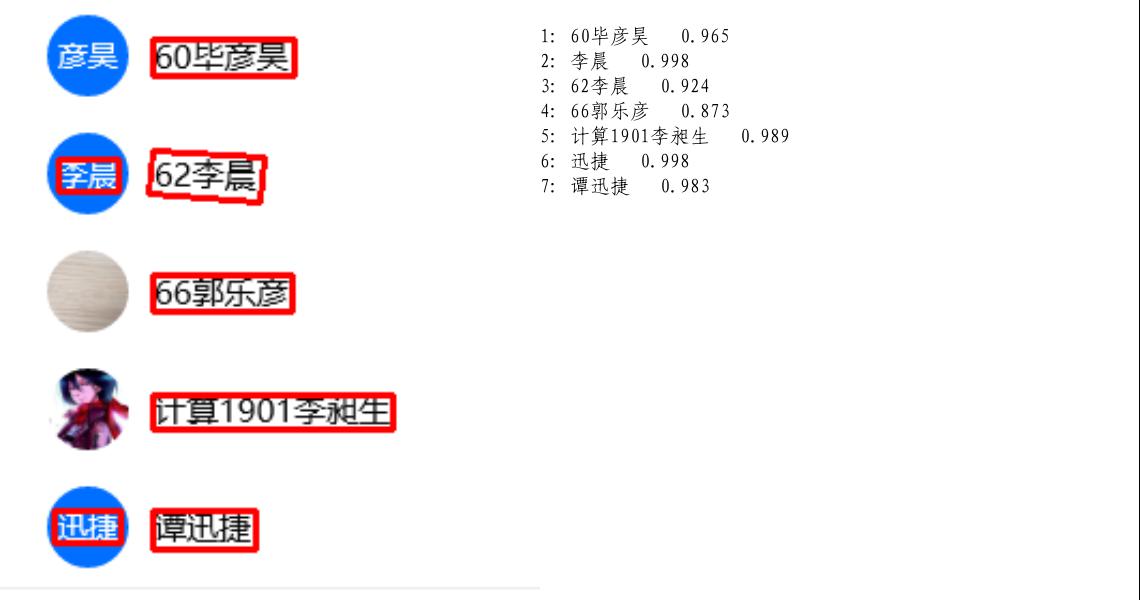 彦昊
60毕彦昊
李晨
62李晨
66郭乐彦
计算1901李昶生
迅捷
谭迅捷
1: 60毕彦昊 0.965
2: 李晨 0.998
3: 62李晨 0.924
4: 66郭乐彦 0.873
5: 计算1901李昶生 0.989
6: 迅捷 0.998
7: 谭迅捷 0.983